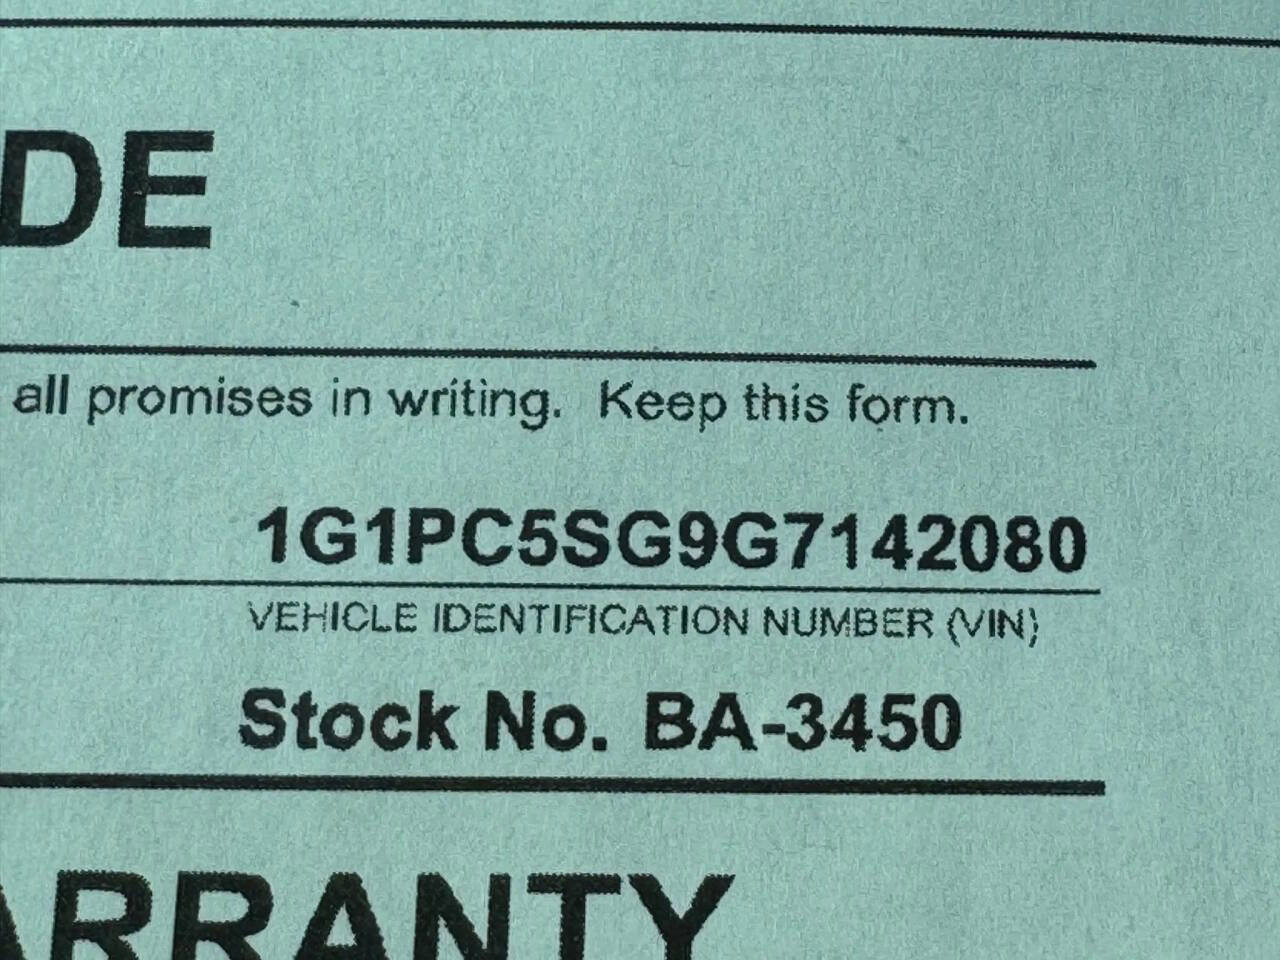 DE
all promises in writing. Keep this form.
1G1PC5SG9G7142080
VEHICLE IDENTIFICATION NUMBER (VIN)
Stock No. BA-3450
ARRANTY